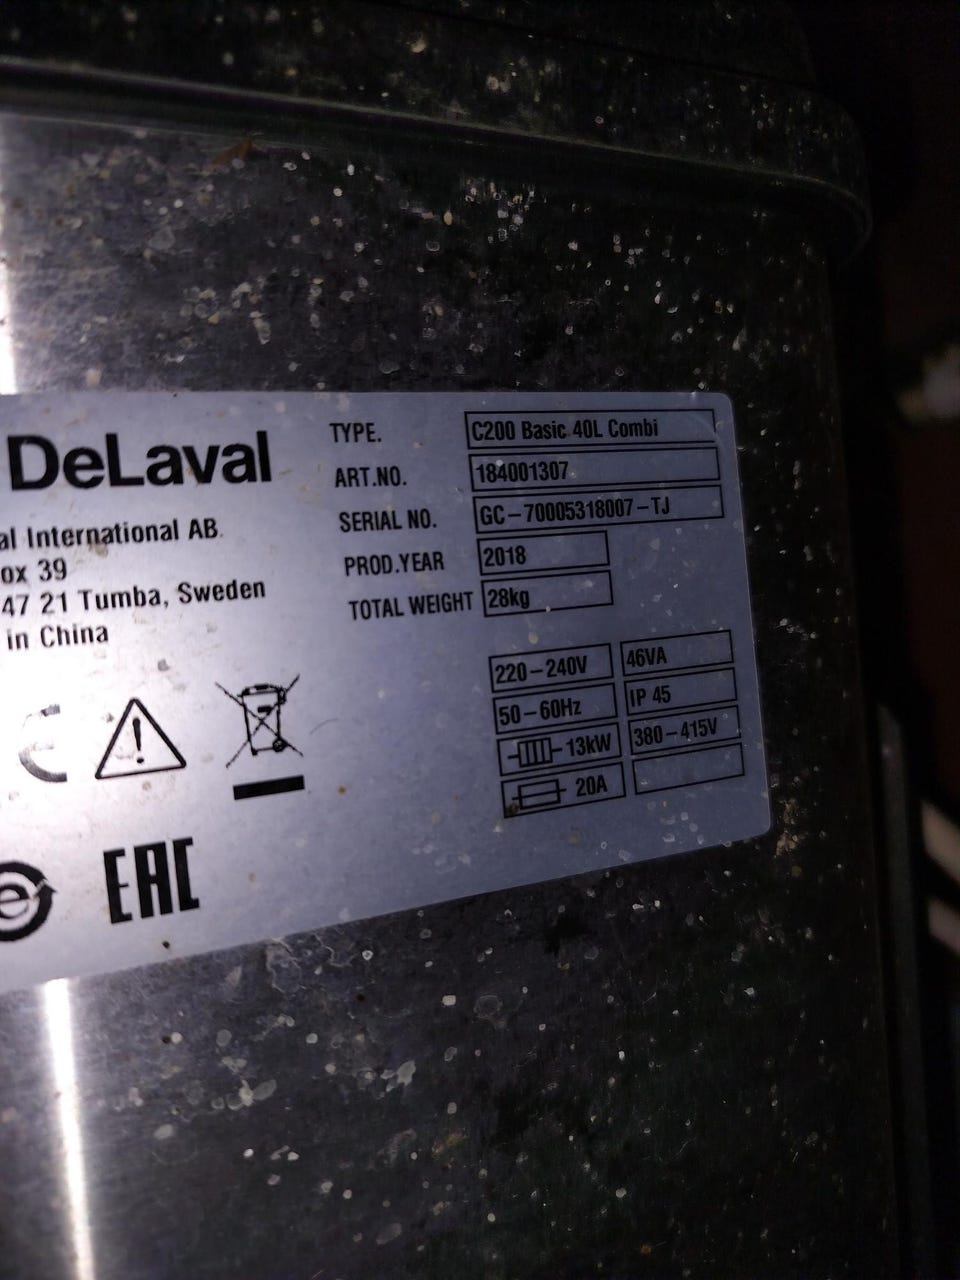 DeLaval
al International AB
ox 39
47 21 Tumba, Sweden
in China
TYPE. C200 Basic 40L Combi
ART.NO. 184001307
SERIAL NO. GC-70005318007-TJ
PROD.YEAR 2018
TOTAL WEIGHT 28kg
220-240V 46VA
50-60Hz IP 45
13kW 380-415V
20A
CE
e
EAC